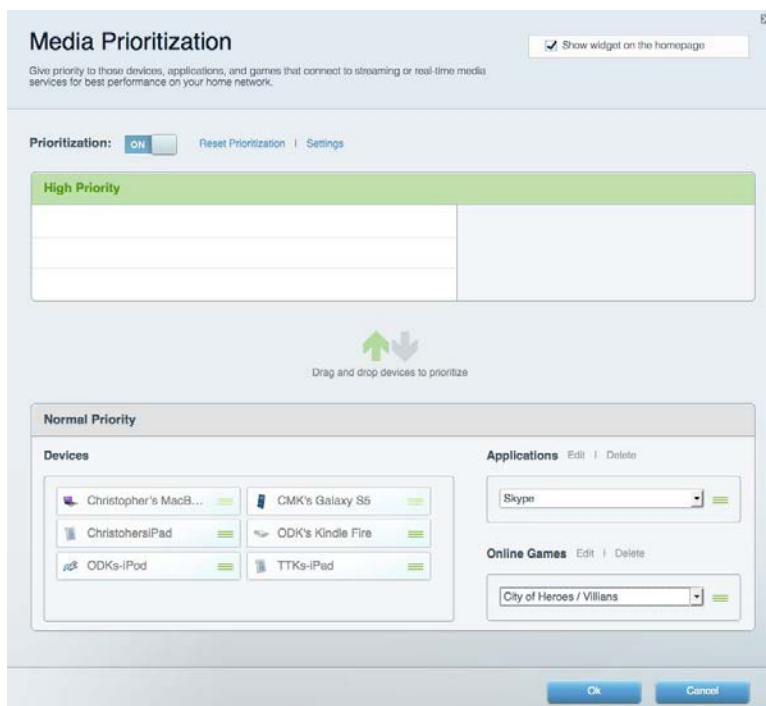 Media Prioritization
Show widget on the homepage
Give priority to those devices, applications, and games that connect to streaming or real-time media
services for best performance on your home network.
Prioritization: ON Reset Prioritization | Settings
High Priority
Drag and drop devices to prioritize
Normal Priority
Devices
Christopher's MacB...
CMK's Galaxy S5
ChristohersiPad
ODK's Kindle Fire
ODKs-iPod
TTKs-iPad
Applications Edit | Delete
Skype
Online Games Edit | Delete
City of Heroes / Villians
Ok Cancel